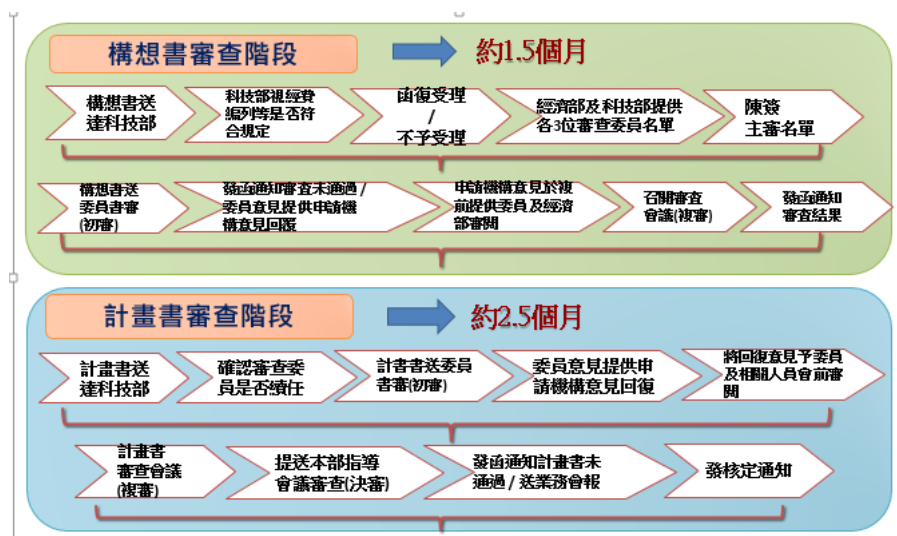 構想書審查階段
約1.5個月
構想書送
達科技部
科技部視經費
編列等是否符
合規定
函復受理
/
不予受理
經濟部及科技部提供
各3位審查委員名單
陳簽
主審名單
構想書送
委員書審
(初審)
發函通知審查未通過 /
委員意見提供申請機
構意見回覆
申請機構意見於複
前提供委員及經濟
部審閱
召開審查
會議(複審)
發函通知
審查結果
計畫書審查階段
約2.5個月
計畫書送
達科技部
確認審查委
員是否續任
計畫書送委員
書審(初審)
委員意見提供申
請機構意見回復
將回復意見予委員
及相關人員會前審
閱
計畫書
審查會議
(複審)
提送本部指導
會議審查(決審)
發函通知計畫書未
通過 / 送業務會報
發核定通知